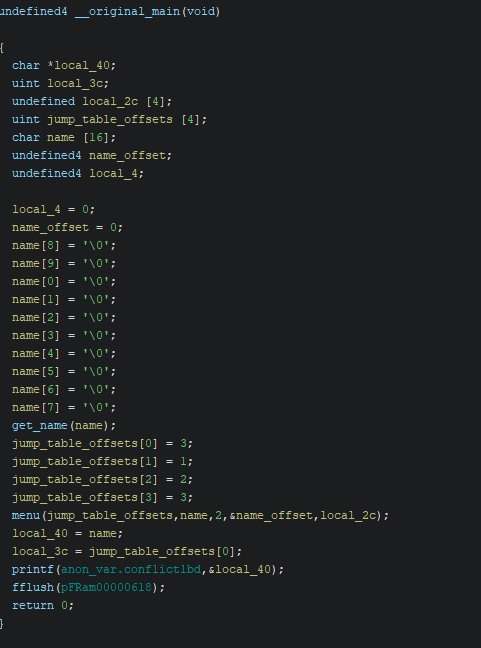 undefined4 __original_main(void)
{
char *local_40;
uint local_3c;
undefined local_2c [4];
uint jump_table_offsets [4];
char name [16];
undefined4 name_offset;
undefined4 local_4;
local_4 = 0;
name_offset = 0;
name[8] = '\0';
name[9] = '\0';
name[0] = '\0';
name[1] = '\0';
name[2] = '\0';
name[3] = '\0';
name[4] = '\0';
name[5] = '\0';
name[6] = '\0';
name[7] = '\0';
get_name(name);
jump_table_offsets[0] = 3;
jump_table_offsets[1] = 1;
jump_table_offsets[2] = 2;
jump_table_offsets[3] = 3;
menu(jump_table_offsets,name,2,&name_offset,local_2c);
local_40 = name;
local_3c = jump_table_offsets[0];
printf(anon_var.conflict1bd,&local_40);
fflush(pFRam00000618);
return 0;
}